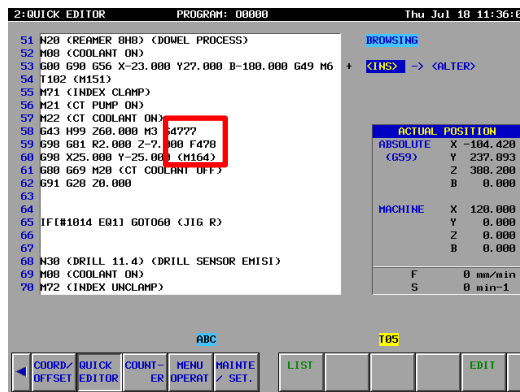 2:QUICK EDITOR PROGRAM: O0000 Thu Jul 18 11:36:0
51 N20 (REAMER 8H8) (DOWEL PROCESS)
BROWSING
52 M08 (COOLANT ON)
53 G00 G90 G56 X-23.000 Y27.000 B-180.000 G49 M6 + <INS> -> <ALTER>
54 T102 (M151)
55 M71 (INDEX CLAMP)
56 M21 (CT PUMP ON)
57 M22 (CT COOLANT ON)
58 G43 H99 Z60.000 M3 S4777
59 G98 G81 R2.000 Z-7.000 F478
60 G98 X25.000 Y-25.000 (M164)
61 G80 G69 M20 (CT COOLANT OFF)
62 G91 G28 Z0.000
63
64
65 IF[#1014 EQ1] GOTO60 (JIG R)
66
67
68 N30 (DRILL 11.4) (DRILL SENSOR EMISI)
69 M08 (COOLANT ON)
70 M72 (INDEX UNCLAMP)
ACTUAL POSITION
ABSOLUTE X -104.420
(G59) Y 237.893
Z 388.200
B 0.000
MACHINE X 120.000
Y 0.000
Z 0.000
B 0.000
F 0 mm/min
S 0 min-1
ABC T05
COORD/
OFFSET
QUICK
EDITOR
COUNT-
ER
MENU
OPERAT
MAINTE
/ SET.
LIST
EDIT